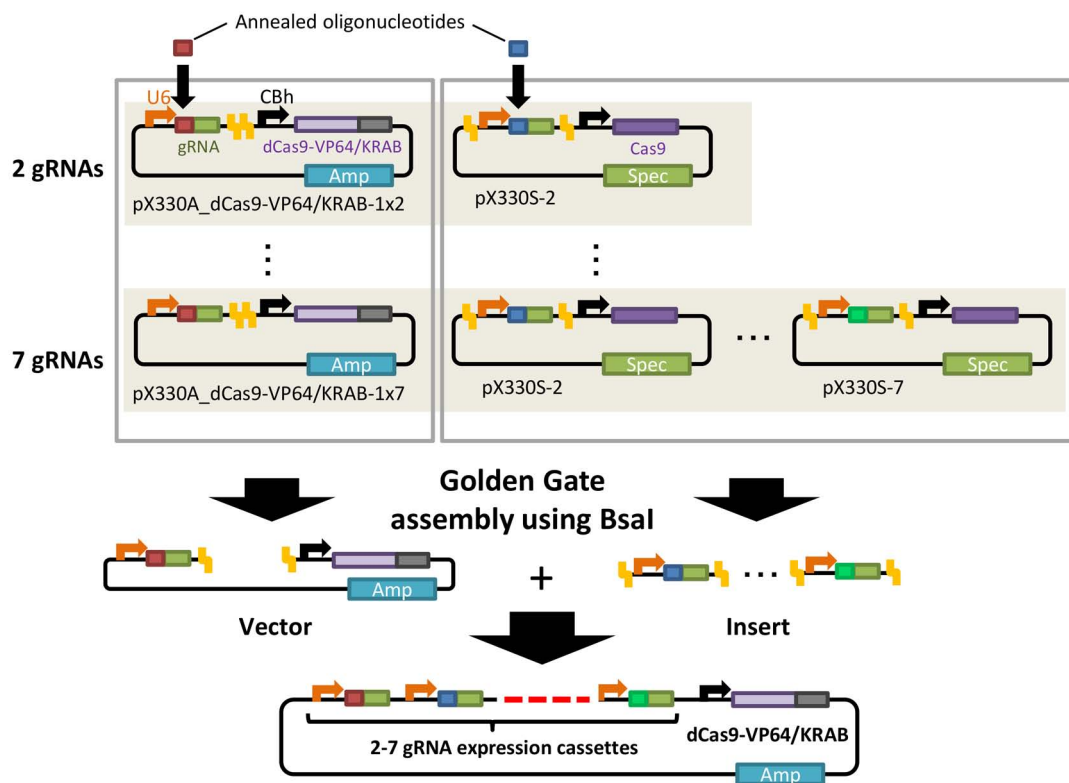 Annealed oligonucleotides
U6
CBh
gRNA
dCas9-VP64/KRAB
Cas9
2 gRNAs
Amp
Spec
pX330A_dCas9-VP64/KRAB-1x2
pX330S-2
7 gRNAs
Amp
Spec
Spec
pX330A_dCas9-VP64/KRAB-1x7
pX330S-2
pX330S-7
Golden Gate
assembly using BsaI
Amp
Vector
Insert
2-7 gRNA expression cassettes
dCas9-VP64/KRAB
Amp